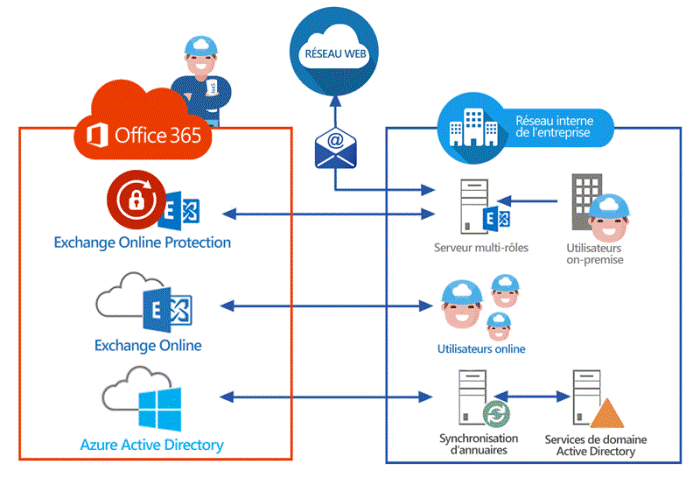 RÉSEAU WEB
Office 365
@
Réseau interne
de l'entreprise
Exchange Online Protection
Serveur multi-rôles
Utilisateurs
on-premise
Exchange Online
Utilisateurs online
Azure Active Directory
Synchronisation
d'annuaires
Services de domaine
Active Directory